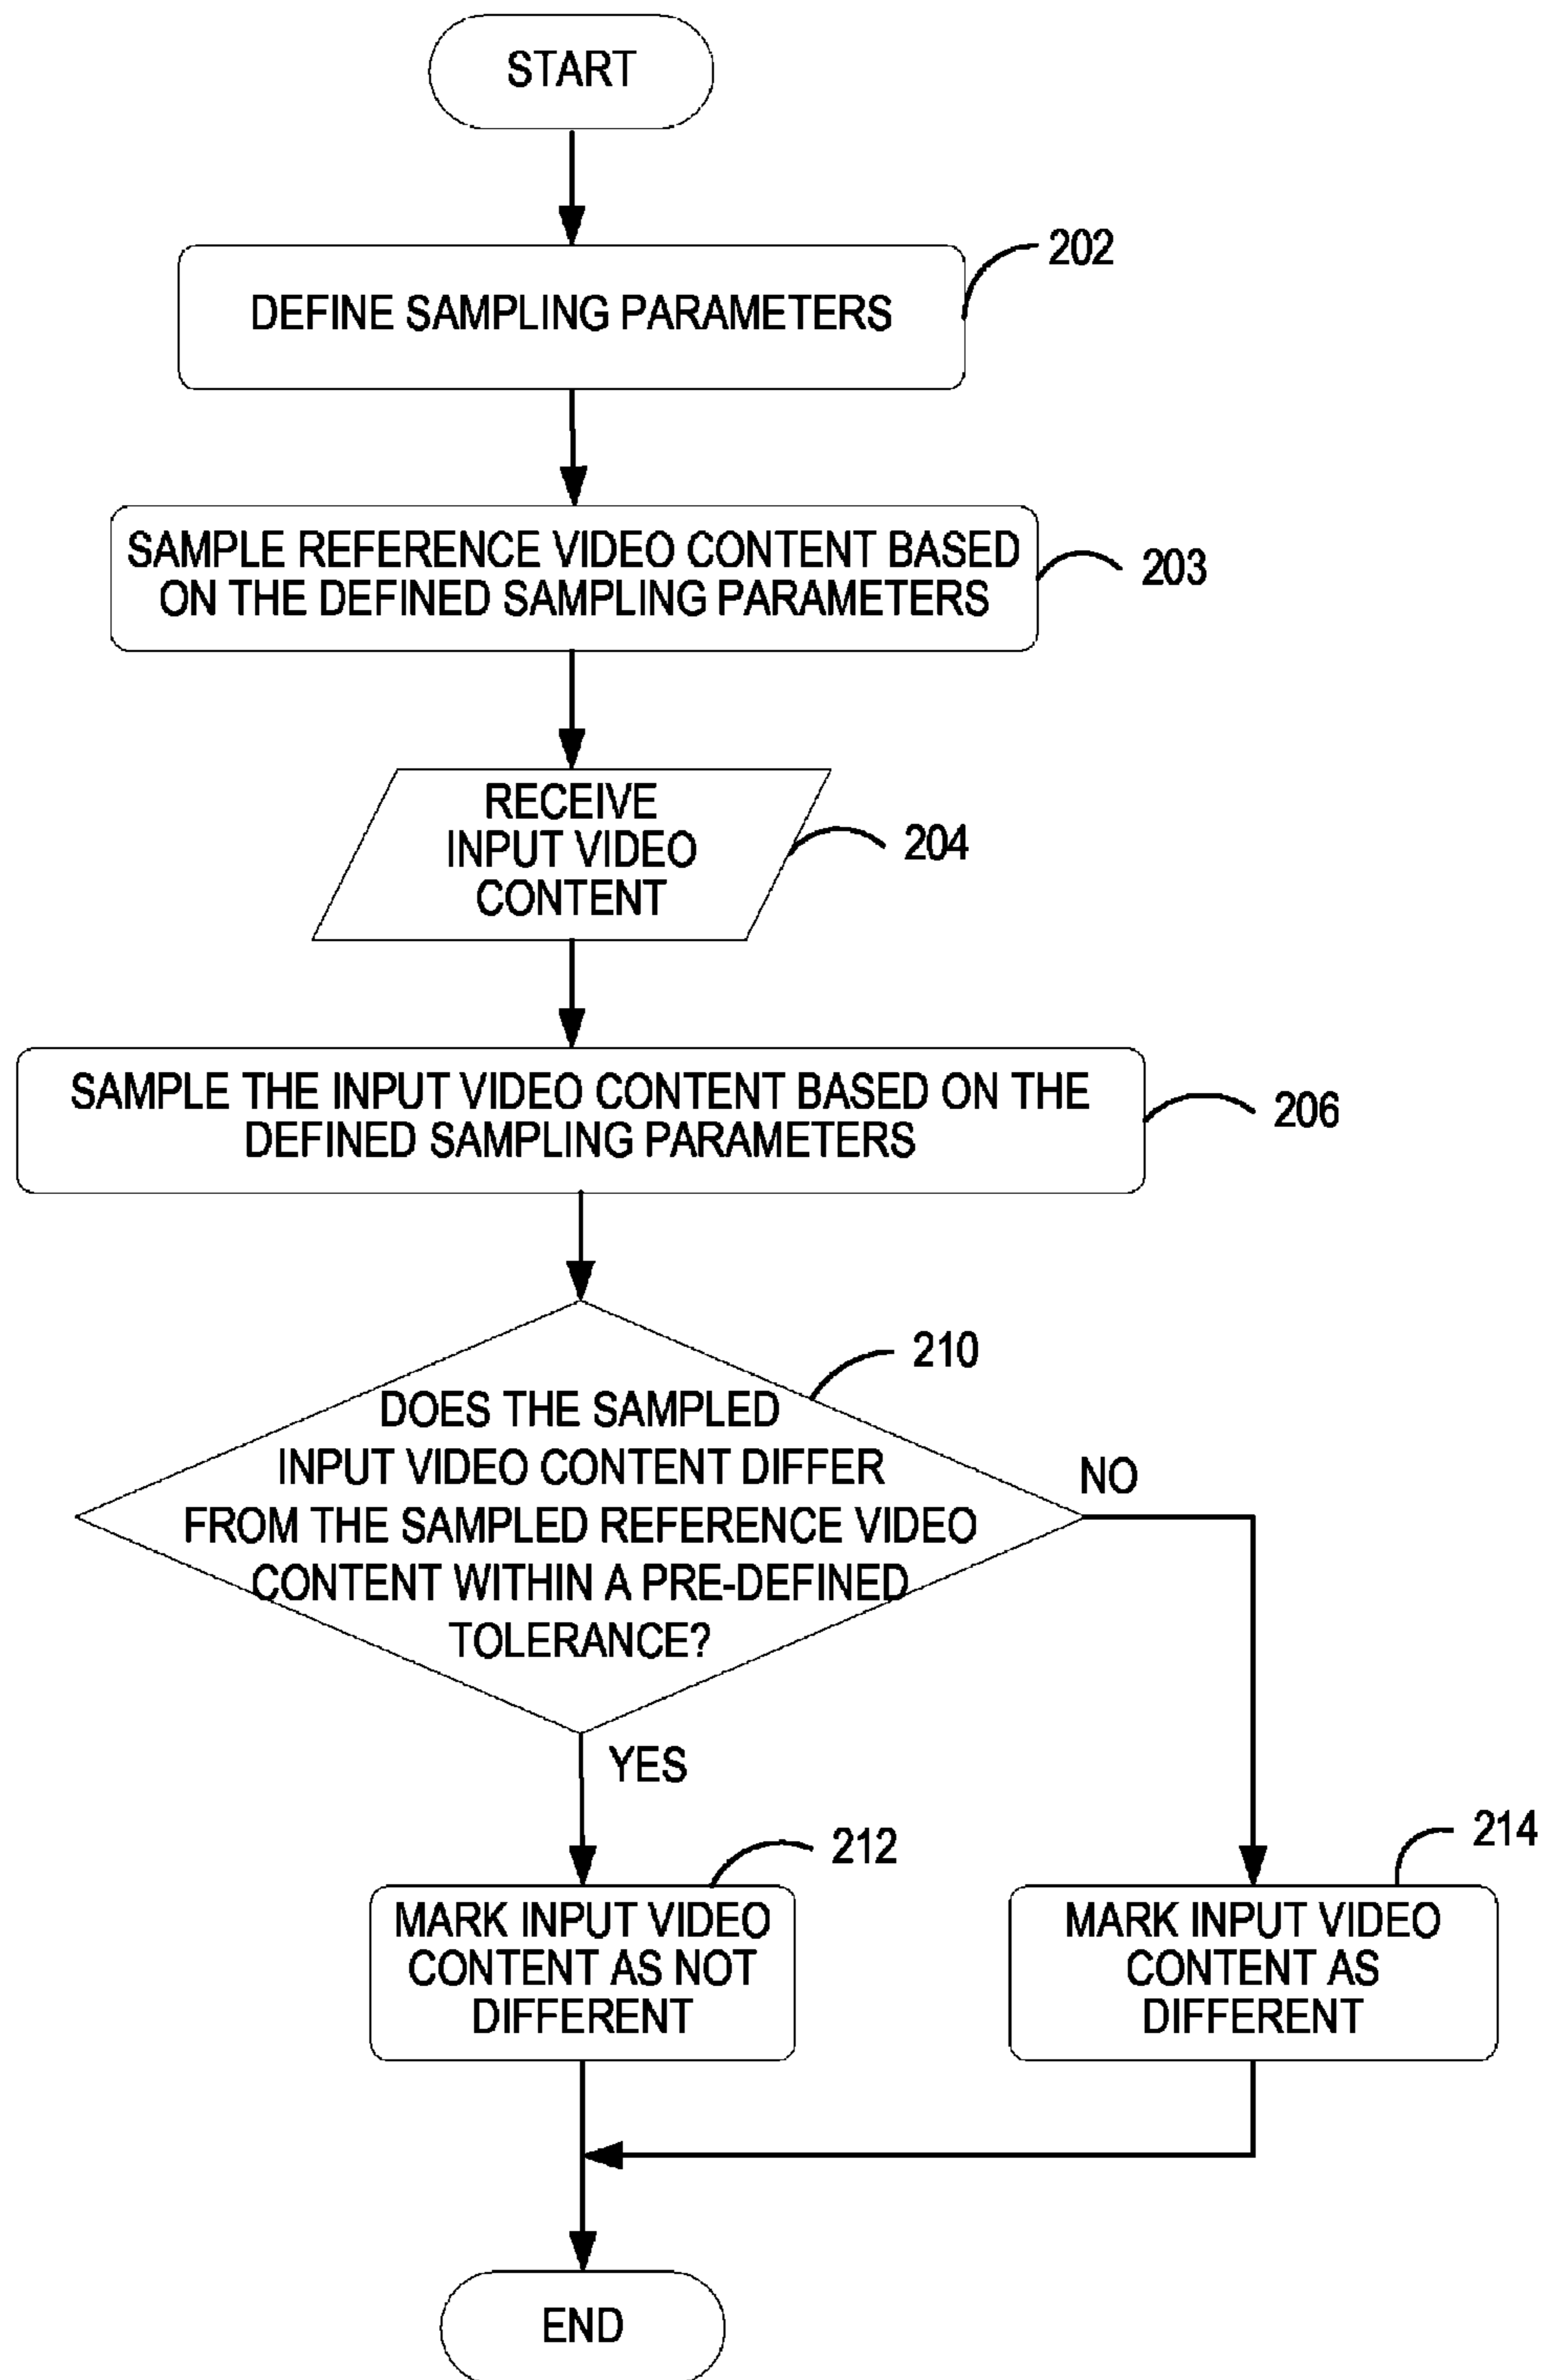 START
202
DEFINE SAMPLING PARAMETERS
SAMPLE REFERENCE VIDEO CONTENT BASED
ON THE DEFINED SAMPLING PARAMETERS
203
RECEIVE
INPUT VIDEO
CONTENT
204
SAMPLE THE INPUT VIDEO CONTENT BASED ON THE
DEFINED SAMPLING PARAMETERS
206
210
DOES THE SAMPLED
INPUT VIDEO CONTENT DIFFER
FROM THE SAMPLED REFERENCE VIDEO
CONTENT WITHIN A PRE-DEFINED
TOLERANCE?
NO
YES
212
214
MARK INPUT VIDEO
CONTENT AS NOT
DIFFERENT
MARK INPUT VIDEO
CONTENT AS
DIFFERENT
END